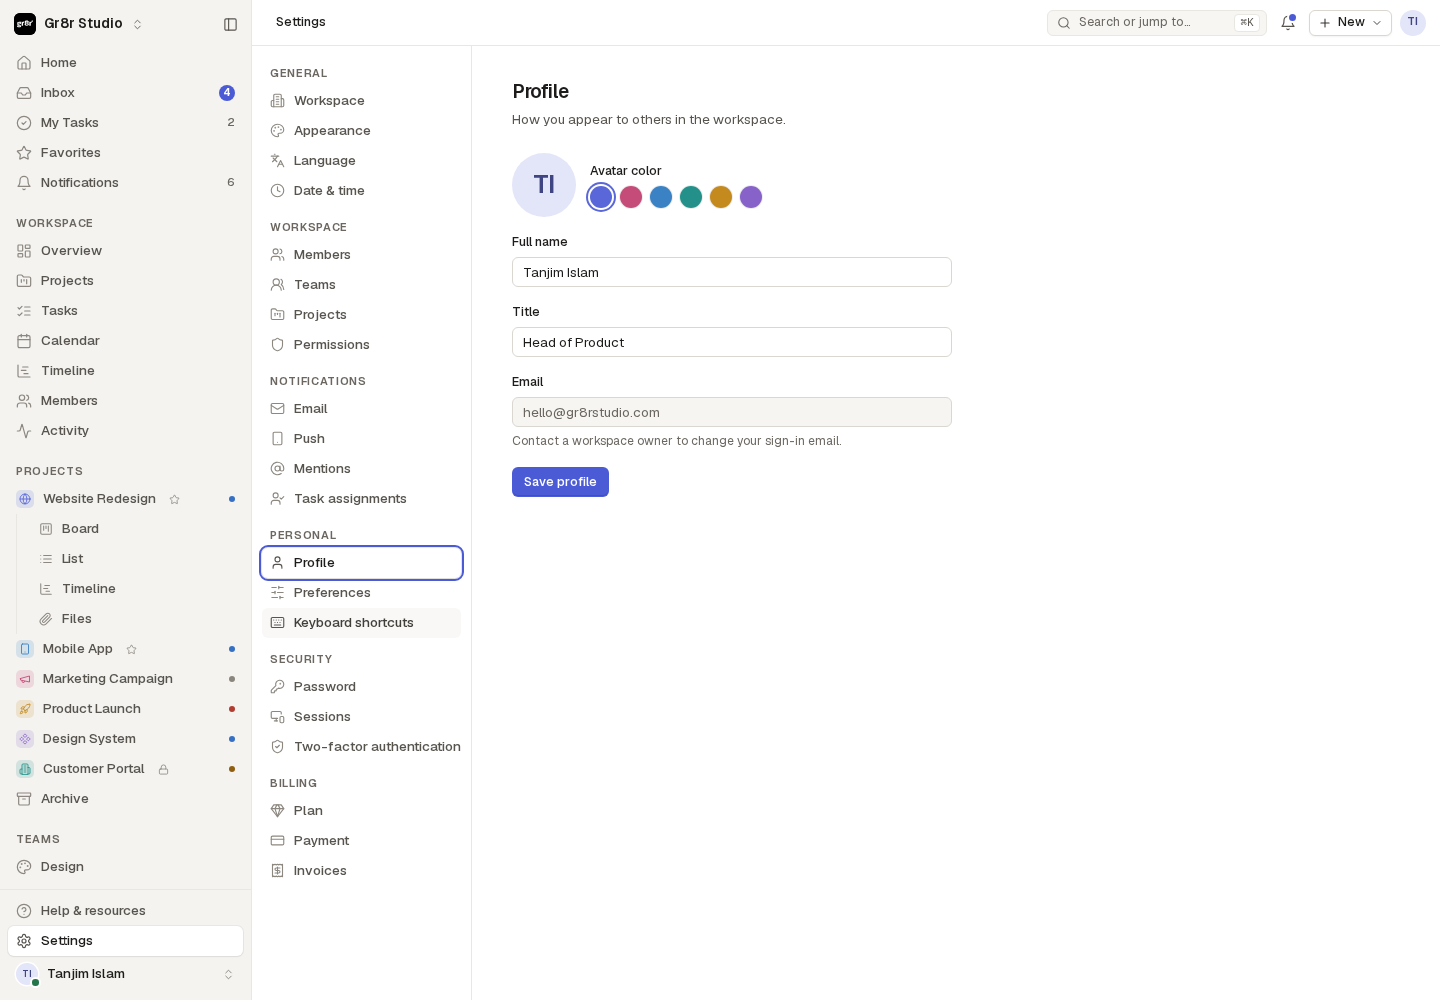 gr8r
Gr8r Studio
Home
Inbox
4
My Tasks
2
Favorites
Notifications
6
WORKSPACE
Overview
Projects
Tasks
Calendar
Timeline
Members
Activity
PROJECTS
Website Redesign
Board
List
Timeline
Files
Mobile App
Marketing Campaign
Product Launch
Design System
Customer Portal
Archive
TEAMS
Design
Help & resources
Settings
TI
Tanjim Islam
Settings
Search or jump to...
⌘K
New
TI
GENERAL
Workspace
Appearance
Language
Date & time
WORKSPACE
Members
Teams
Projects
Permissions
NOTIFICATIONS
Email
Push
Mentions
Task assignments
PERSONAL
Profile
Preferences
Keyboard shortcuts
SECURITY
Password
Sessions
Two-factor authentication
BILLING
Plan
Payment
Invoices
Profile
How you appear to others in the workspace.
TI
Avatar color
Full name
Tanjim Islam
Title
Head of Product
Email
hello@gr8rstudio.com
Contact a workspace owner to change your sign-in email.
Save profile